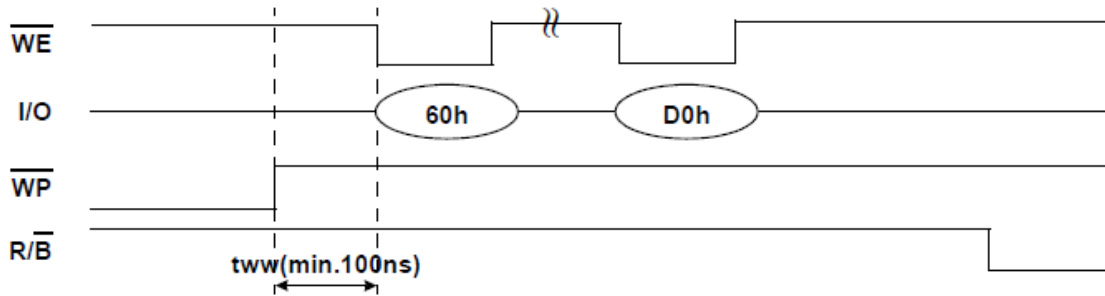 WE
I/O 60h D0h
WP
R/B
tww(min.100ns)